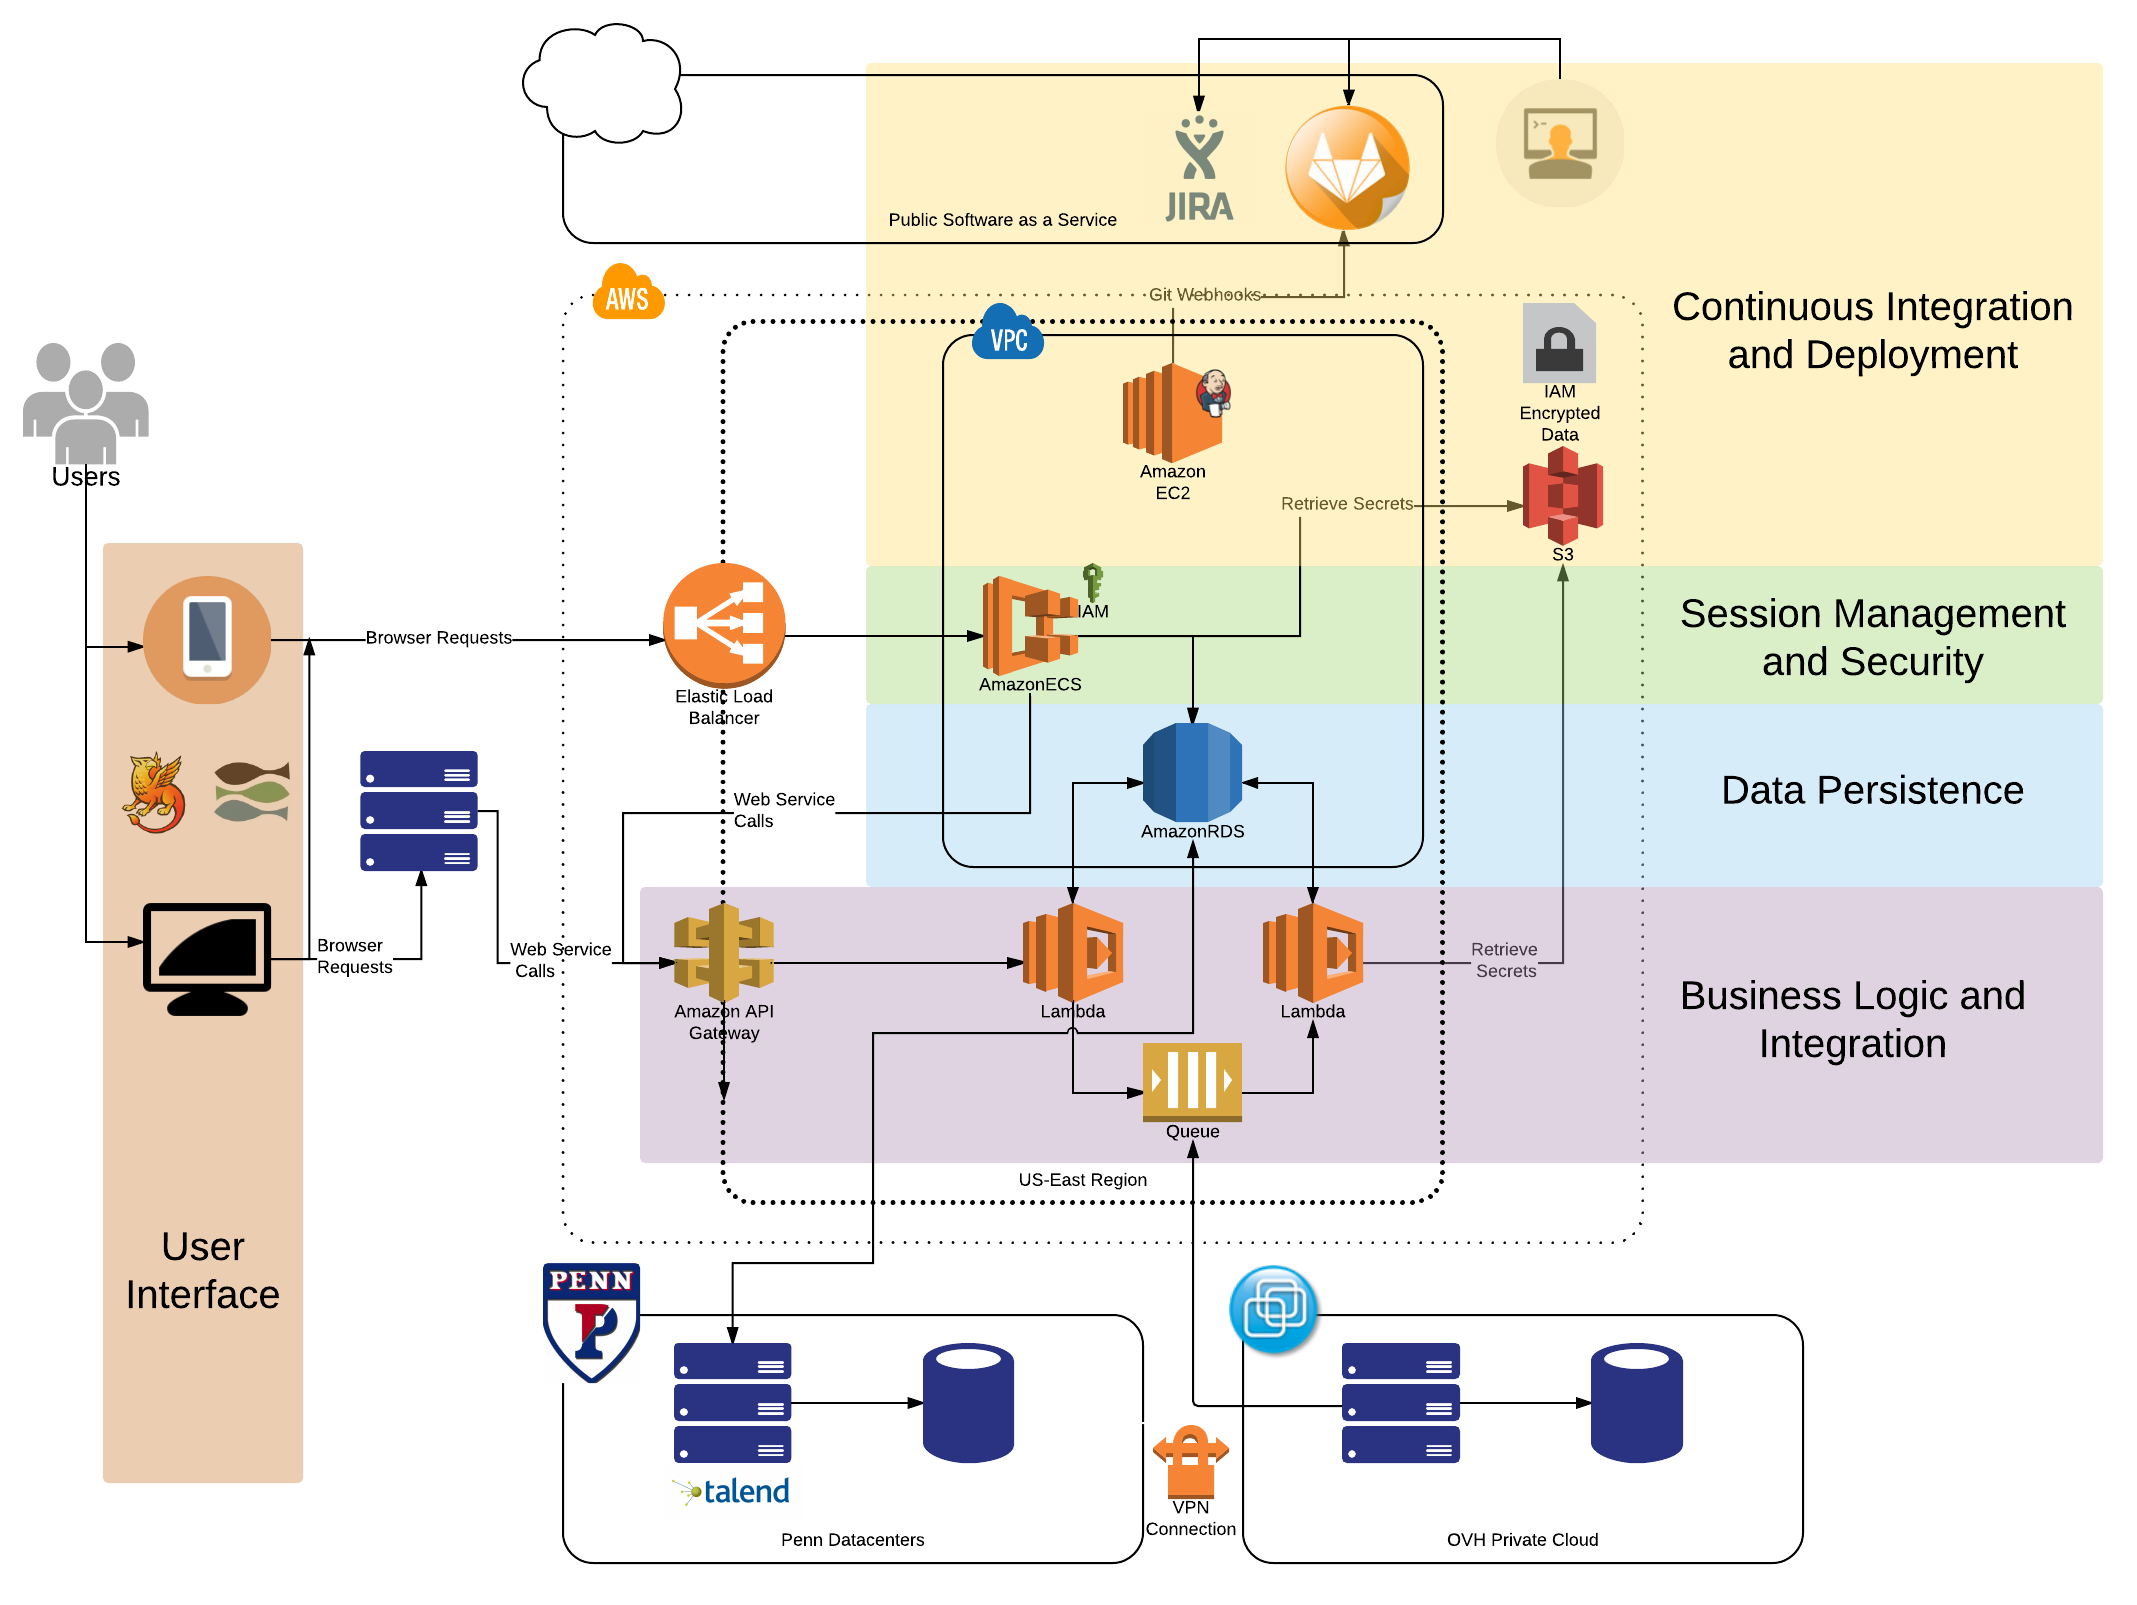 JIRA
Public Software as a Service
AWS
Git Webhooks
VPC
Continuous Integration
and Deployment
IAM
Encrypted
Data
Users
Amazon
EC2
Retrieve Secrets
S3
IAM
Session Management
and Security
Browser Requests
AmazonECS
Elastic Load
Balancer
Data Persistence
Web Service
Calls
AmazonRDS
Browser
Requests
Web Service
Calls
Retrieve
Secrets
Amazon API
Gateway
Lambda
Lambda
Business Logic and
Integration
Queue
US-East Region
User
Interface
PENN
P
talend
VPN
Connection
Penn Datacenters
OVH Private Cloud